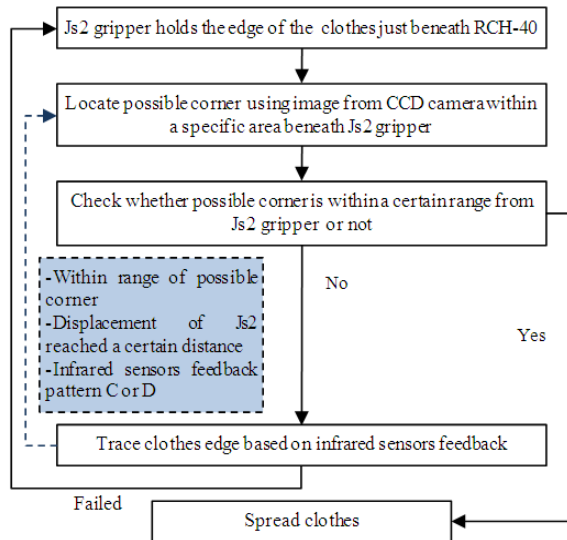 Js2 gripper holds the edge of the clothes just beneath RCH-40
Locate possible corner using image from CCD camera within
a specific area beneath Js2 gripper
Check whether possible corner is within a certain range from
Js2 gripper or not
-Within range of possible
corner
-Displacement of Js2
reached a certain distance
-Infrared sensors feedback
pattern C or D
No
Yes
Trace clothes edge based on infrared sensors feedback
Failed
Spread clothes